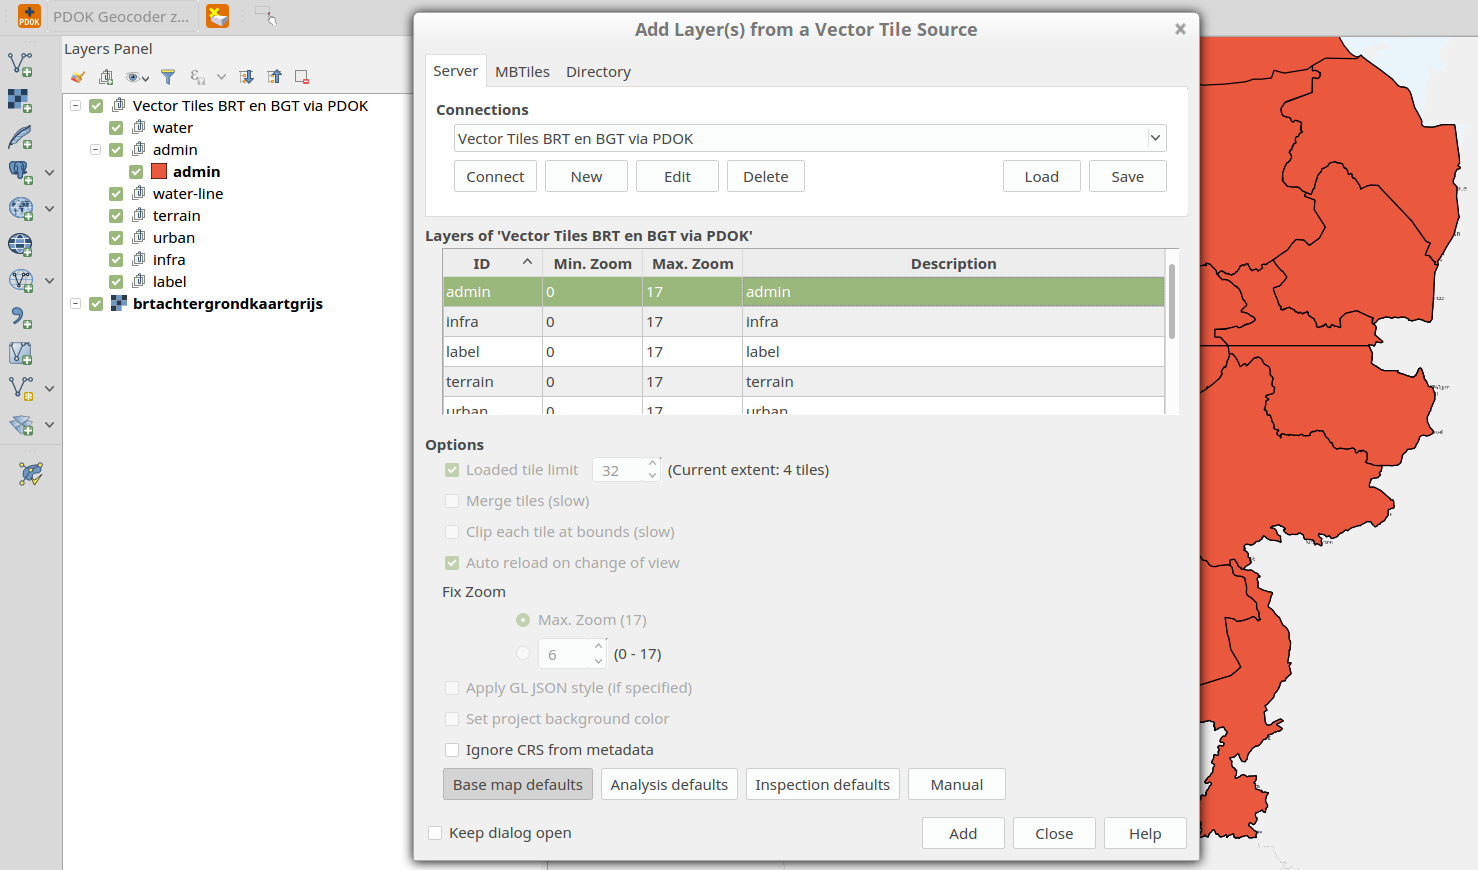 PDOK
PDOK Geocoder z...
Layers Panel
Vector Tiles BRT en BGT via PDOK
water
admin
admin
water-line
terrain
urban
infra
label
brtachtergrondkaartgrijs
Add Layer(s) from a Vector Tile Source
Server MBTiles Directory
Connections
Vector Tiles BRT en BGT via PDOK
Connect New Edit Delete Load Save
Layers of 'Vector Tiles BRT en BGT via PDOK'
ID Min. Zoom Max. Zoom Description
admin 0 17 admin
infra 0 17 infra
label 0 17 label
terrain 0 17 terrain
urban 0 17 urban
Options
Loaded tile limit 32 (Current extent: 4 tiles)
Merge tiles (slow)
Clip each tile at bounds (slow)
Auto reload on change of view
Fix Zoom
Max. Zoom (17)
6 (0 - 17)
Apply GL JSON style (if specified)
Set project background color
Ignore CRS from metadata
Base map defaults Analysis defaults Inspection defaults Manual
Keep dialog open Add Close Help